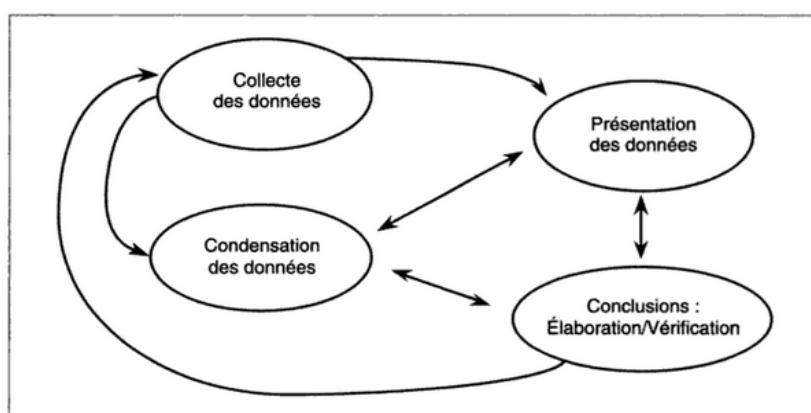 Collecte
des données
Présentation
des données
Condensation
des données
Conclusions :
Élaboration/Vérification